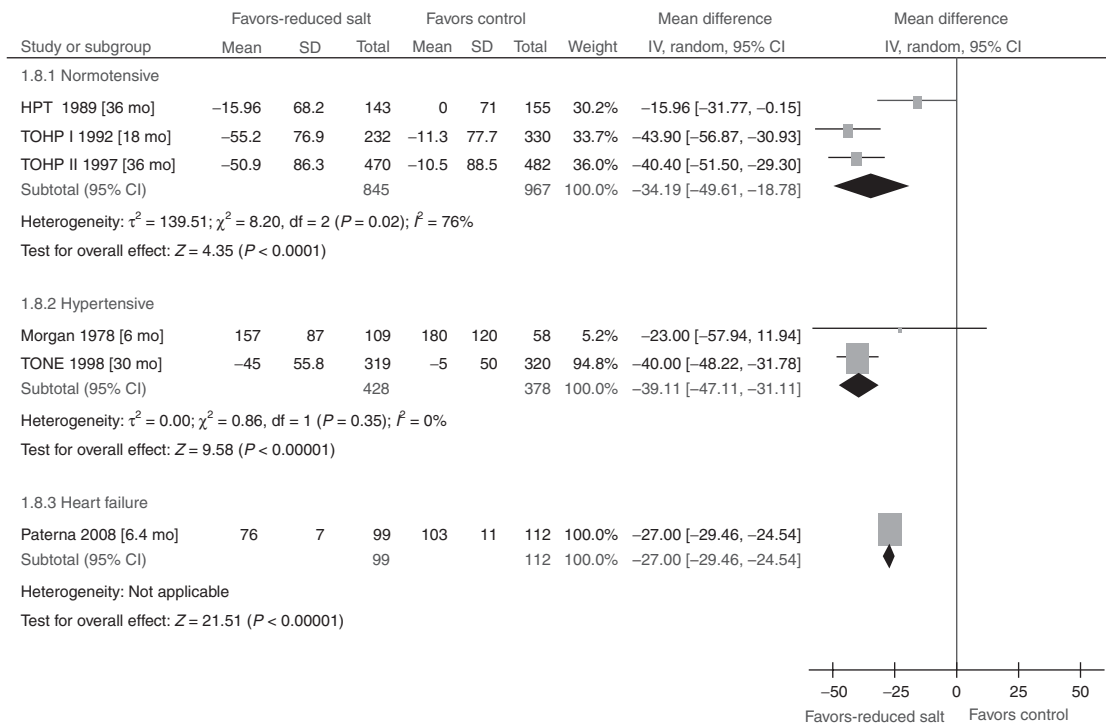 Favors-reduced salt Favors control Mean difference Mean difference
Study or subgroup Mean SD Total Mean SD Total Weight IV, random, 95% CI IV, random, 95% CI
1.8.1 Normotensive
HPT 1989 [36 mo] −15.96 68.2 143 0 71 155 30.2% −15.96 [−31.77, −0.15]
TOHP I 1992 [18 mo] −55.2 76.9 232 −11.3 77.7 330 33.7% −43.90 [−56.87, −30.93]
TOHP II 1997 [36 mo] −50.9 86.3 470 −10.5 88.5 482 36.0% −40.40 [−51.50, −29.30]
Subtotal (95% CI) 845 967 100.0% −34.19 [−49.61, −18.78]
Heterogeneity: τ² = 139.51; χ² = 8.20, df = 2 (P = 0.02); I² = 76%
Test for overall effect: Z = 4.35 (P < 0.0001)
1.8.2 Hypertensive
Morgan 1978 [6 mo] 157 87 109 180 120 58 5.2% −23.00 [−57.94, 11.94]
TONE 1998 [30 mo] −45 55.8 319 −5 50 320 94.8% −40.00 [−48.22, −31.78]
Subtotal (95% CI) 428 378 100.0% −39.11 [−47.11, −31.11]
Heterogeneity: τ² = 0.00; χ² = 0.86, df = 1 (P = 0.35); I² = 0%
Test for overall effect: Z = 9.58 (P < 0.00001)
1.8.3 Heart failure
Paterna 2008 [6.4 mo] 76 7 99 103 11 112 100.0% −27.00 [−29.46, −24.54]
Subtotal (95% CI) 99 112 100.0% −27.00 [−29.46, −24.54]
Heterogeneity: Not applicable
Test for overall effect: Z = 21.51 (P < 0.00001)
−50 −25 0 25 50
Favors-reduced salt Favors control